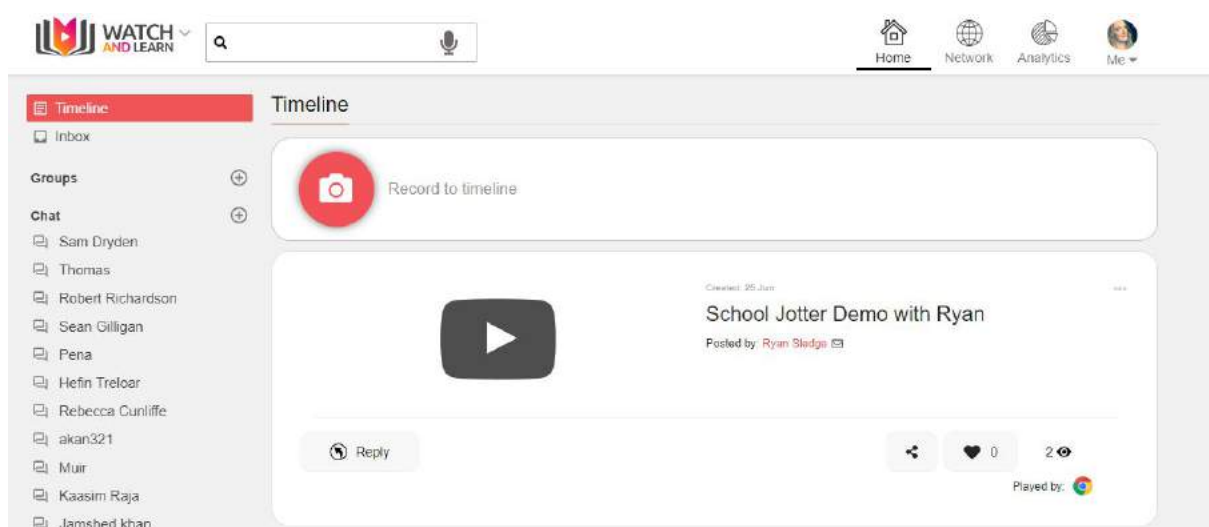 WATCH
AND LEARN
Home
Network
Analytics
Me
Timeline
Inbox
Groups
Chat
Sam Dryden
Thomas
Robert Richardson
Sean Gilligan
Pena
Hefin Treloar
Rebecca Cunliffe
akan321
Muir
Kaasim Raja
Jamshed khan
Timeline
Record to timeline
Created: 25 Jun
School Jotter Demo with Ryan
Posted by: Ryan Sledge
Reply
0
2
Played by: